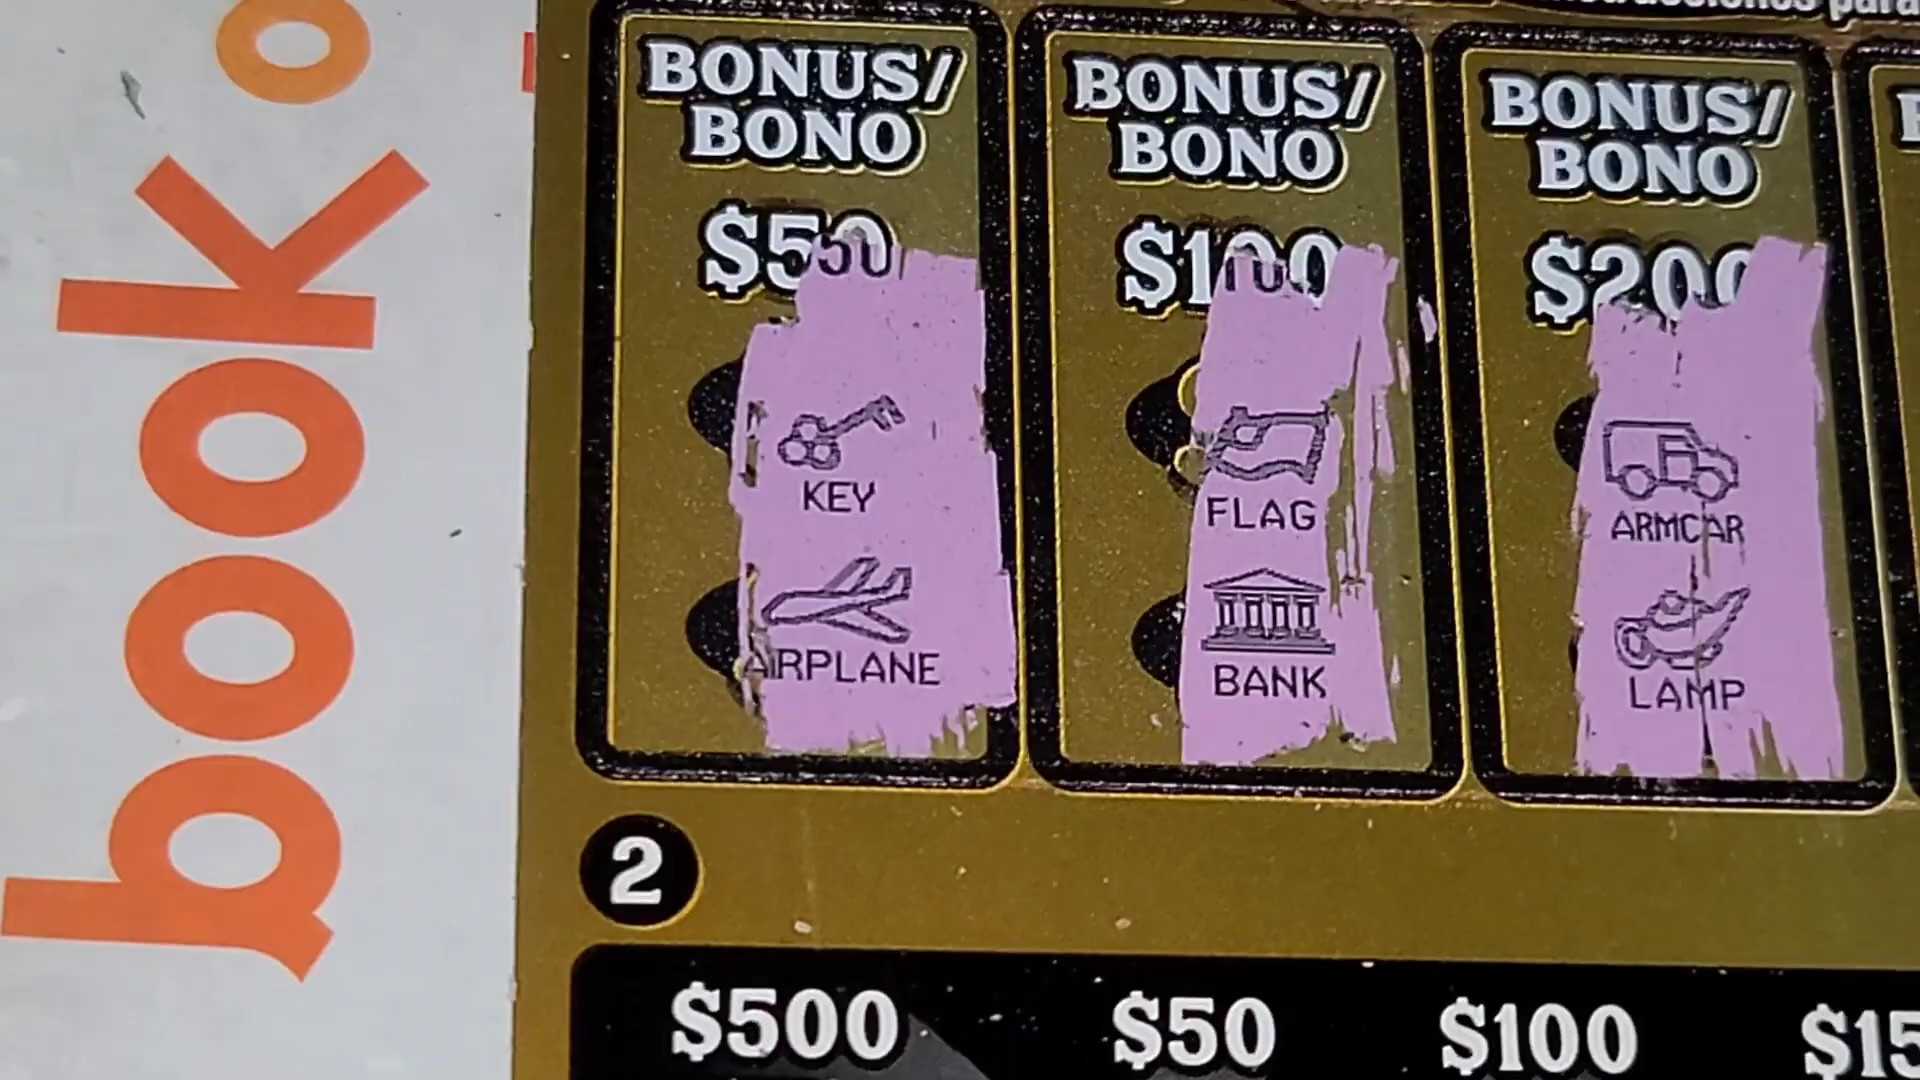 book
BONUS/
BONO
$50
KEY
AIRPLANE
BONUS/
BONO
$100
FLAG
BANK
BONUS/
BONO
$200
ARMCAR
LAMP
2
$500
$50
$100